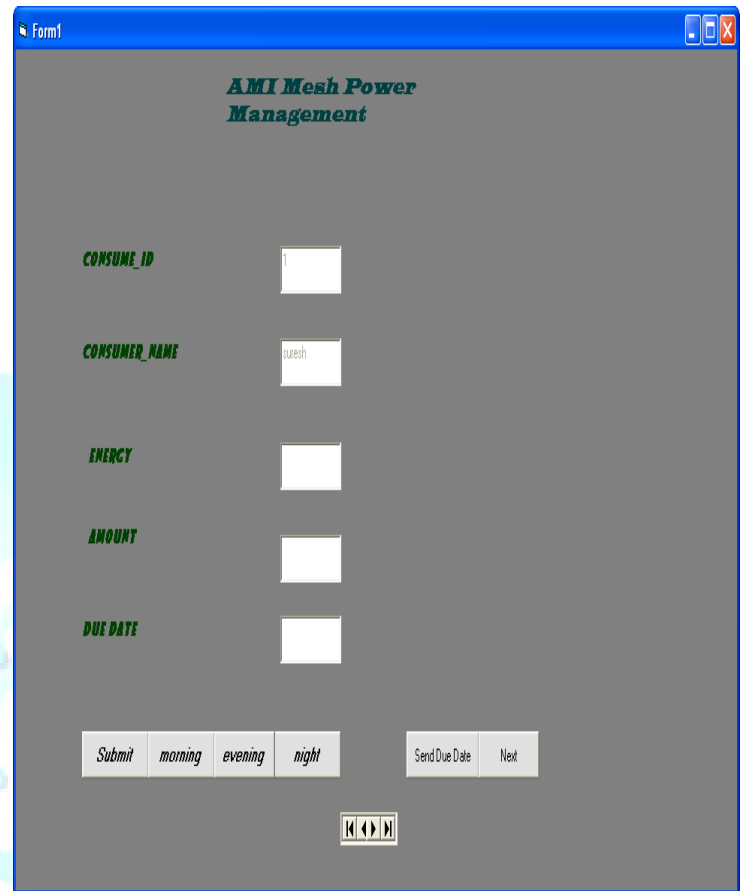 Form1
AMI Mesh Power
Management
CONSUME_ID
1
CONSUMER_NAME
suresh
ENERGY
AMOUNT
DUE DATE
Submit morning evening night Send Due Date Next